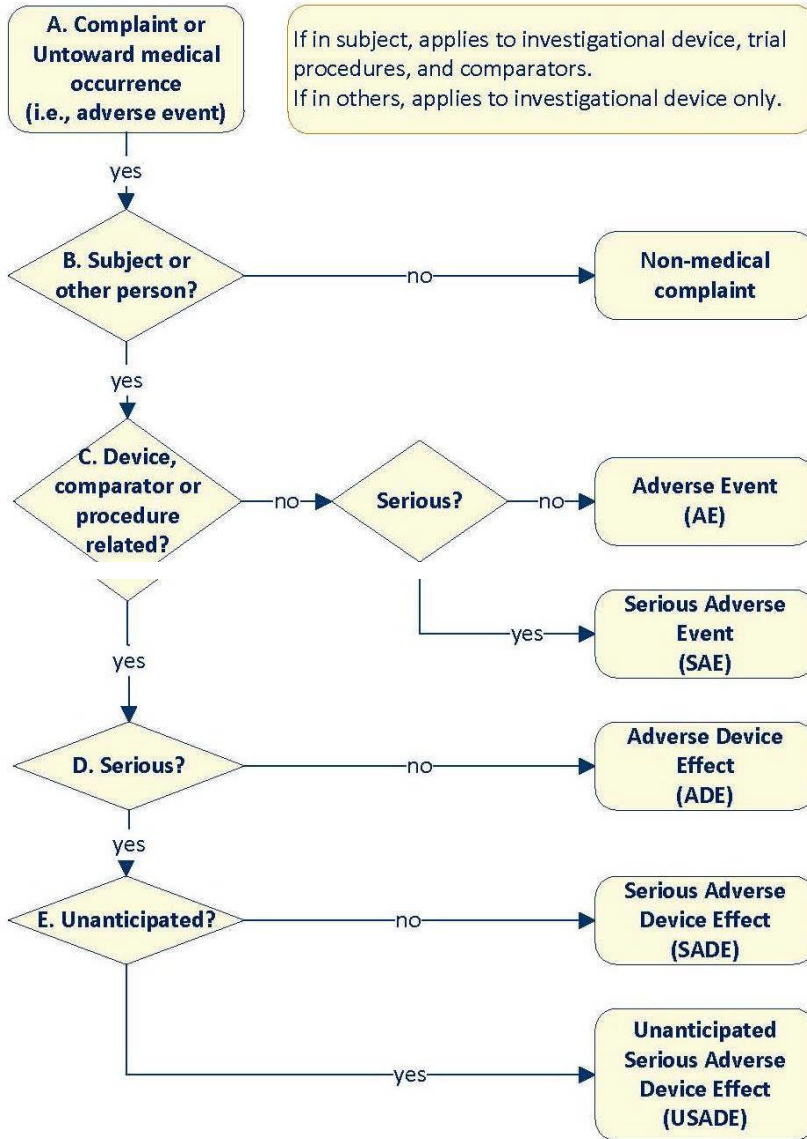 A. Complaint or
Untoward medical
occurrence
(i.e., adverse event)
If in subject, applies to investigational device, trial
procedures, and comparators.
If in others, applies to investigational device only.
yes
B. Subject or
other person?
no
Non-medical
complaint
yes
C. Device,
comparator or
procedure
related?
no
Serious?
no
Adverse Event
(AE)
yes
Serious Adverse
Event
(SAE)
yes
D. Serious?
no
Adverse Device
Effect
(ADE)
yes
E. Unanticipated?
no
Serious Adverse
Device Effect
(SADE)
yes
Unanticipated
Serious Adverse
Device Effect
(USADE)